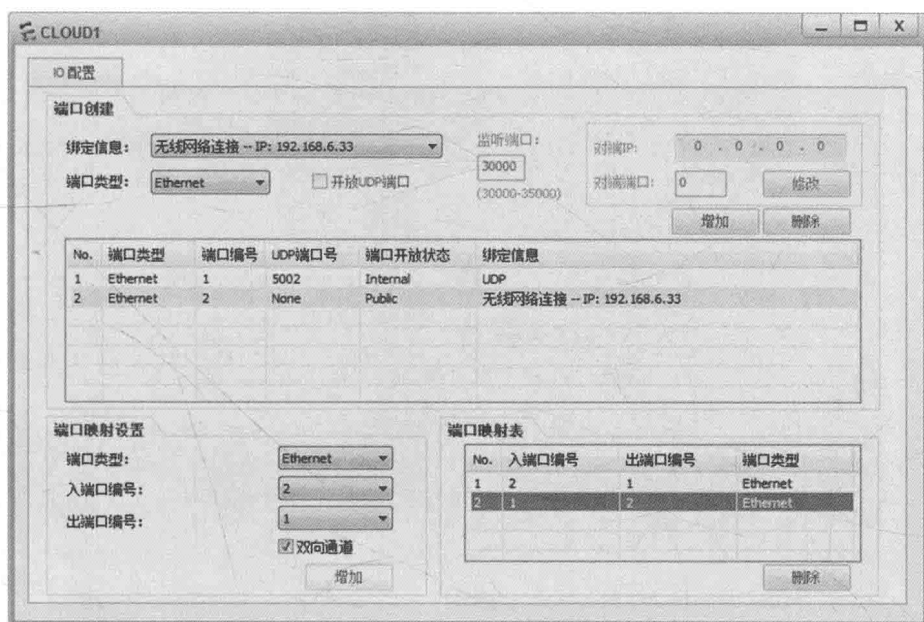 CLOUD1
IO 配置
端口创建
绑定信息: 无线网络连接 -- IP: 192.168.6.33
监听端口:
30000
(30000-35000)
对端IP: 0 . 0 . 0 . 0
端口类型: Ethernet
开放UDP端口
对端端口: 0
修改
增加 删除
No. 端口类型 端口编号 UDP端口号 端口开放状态 绑定信息
1 Ethernet 1 5002 Internal UDP
2 Ethernet 2 None Public 无线网络连接 -- IP: 192.168.6.33
端口映射设置
端口类型: Ethernet
入端口编号: 2
出端口编号: 1
双向通道
增加
端口映射表
No. 入端口编号 出端口编号 端口类型
1 2 1 Ethernet
2 1 2 Ethernet
删除